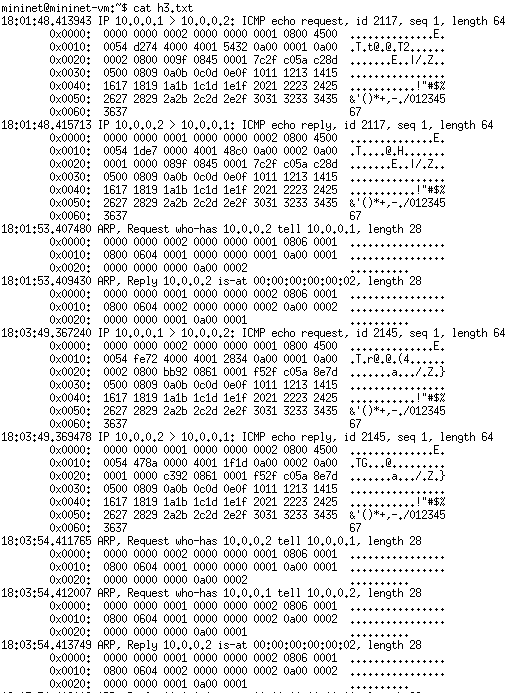 mininet@mininet-vm:~$ cat h3.txt
18:01:48.413943 IP 10.0.0.1 > 10.0.0.2: ICMP echo request, id 2117, seq 1, length 64
0x0000: 0000 0000 0002 0000 0000 0001 0800 4500 ..............E.
0x0010: 0054 d274 4000 4001 5432 0a00 0001 0a00 .T.t@.@.T2......
0x0020: 0002 0800 009f 0845 0001 7c2f c05a c28d .......E..|/.Z..
0x0030: 0500 0809 0a0b 0c0d 0e0f 1011 1213 1415 ................
0x0040: 1617 1819 1a1b 1c1d 1e1f 2021 2223 2425 ...........!"#$%
0x0050: 2627 2829 2a2b 2c2d 2e2f 3031 3233 3435 &'()*+,-./012345
0x0060: 3637 67
18:01:48.415713 IP 10.0.0.2 > 10.0.0.1: ICMP echo reply, id 2117, seq 1, length 64
0x0000: 0000 0000 0001 0000 0000 0002 0800 4500 ..............E.
0x0010: 0054 1de7 0000 4001 48c0 0a00 0002 0a00 .T....@.H.......
0x0020: 0001 0000 089f 0845 0001 7c2f c05a c28d .......E..|/.Z..
0x0030: 0500 0809 0a0b 0c0d 0e0f 1011 1213 1415 ................
0x0040: 1617 1819 1a1b 1c1d 1e1f 2021 2223 2425 ...........!"#$%
0x0050: 2627 2829 2a2b 2c2d 2e2f 3031 3233 3435 &'()*+,-./012345
0x0060: 3637 67
18:01:53.407480 ARP, Request who-has 10.0.0.2 tell 10.0.0.1, length 28
0x0000: 0000 0000 0002 0000 0000 0001 0806 0001 ................
0x0010: 0800 0604 0001 0000 0000 0001 0a00 0001 ................
0x0020: 0000 0000 0000 0a00 0002 ..........
18:01:53.409430 ARP, Reply 10.0.0.2 is-at 00:00:00:00:00:02, length 28
0x0000: 0000 0000 0001 0000 0000 0002 0806 0001 ................
0x0010: 0800 0604 0002 0000 0000 0002 0a00 0002 ................
0x0020: 0000 0000 0001 0a00 0001 ..........
18:03:49.367240 IP 10.0.0.1 > 10.0.0.2: ICMP echo request, id 2145, seq 1, length 64
0x0000: 0000 0000 0002 0000 0000 0001 0800 4500 ..............E.
0x0010: 0054 fe72 4000 4001 2834 0a00 0001 0a00 .T.r@.@.(4......
0x0020: 0002 0800 bb92 0861 0001 f52f c05a 8e7d .......a.../.Z.}
0x0030: 0500 0809 0a0b 0c0d 0e0f 1011 1213 1415 ................
0x0040: 1617 1819 1a1b 1c1d 1e1f 2021 2223 2425 ...........!"#$%
0x0050: 2627 2829 2a2b 2c2d 2e2f 3031 3233 3435 &'()*+,-./012345
0x0060: 3637 67
18:03:49.369478 IP 10.0.0.2 > 10.0.0.1: ICMP echo reply, id 2145, seq 1, length 64
0x0000: 0000 0000 0001 0000 0000 0002 0800 4500 ..............E.
0x0010: 0054 478a 0000 4001 1f1d 0a00 0002 0a00 .TG...@.........
0x0020: 0001 0000 c392 0861 0001 f52f c05a 8e7d .......a.../.Z.}
0x0030: 0500 0809 0a0b 0c0d 0e0f 1011 1213 1415 ................
0x0040: 1617 1819 1a1b 1c1d 1e1f 2021 2223 2425 ...........!"#$%
0x0050: 2627 2829 2a2b 2c2d 2e2f 3031 3233 3435 &'()*+,-./012345
0x0060: 3637 67
18:03:54.411765 ARP, Request who-has 10.0.0.2 tell 10.0.0.1, length 28
0x0000: 0000 0000 0002 0000 0000 0001 0806 0001 ................
0x0010: 0800 0604 0001 0000 0000 0001 0a00 0001 ................
0x0020: 0000 0000 0000 0a00 0002 ..........
18:03:54.412007 ARP, Request who-has 10.0.0.1 tell 10.0.0.2, length 28
0x0000: 0000 0000 0001 0000 0000 0002 0806 0001 ................
0x0010: 0800 0604 0001 0000 0000 0002 0a00 0002 ................
0x0020: 0000 0000 0000 0a00 0001 ..........
18:03:54.413749 ARP, Reply 10.0.0.2 is-at 00:00:00:00:00:02, length 28
0x0000: 0000 0000 0001 0000 0000 0002 0806 0001 ................
0x0010: 0800 0604 0002 0000 0000 0002 0a00 0002 ................
0x0020: 0000 0000 0001 0a00 0001 ..........